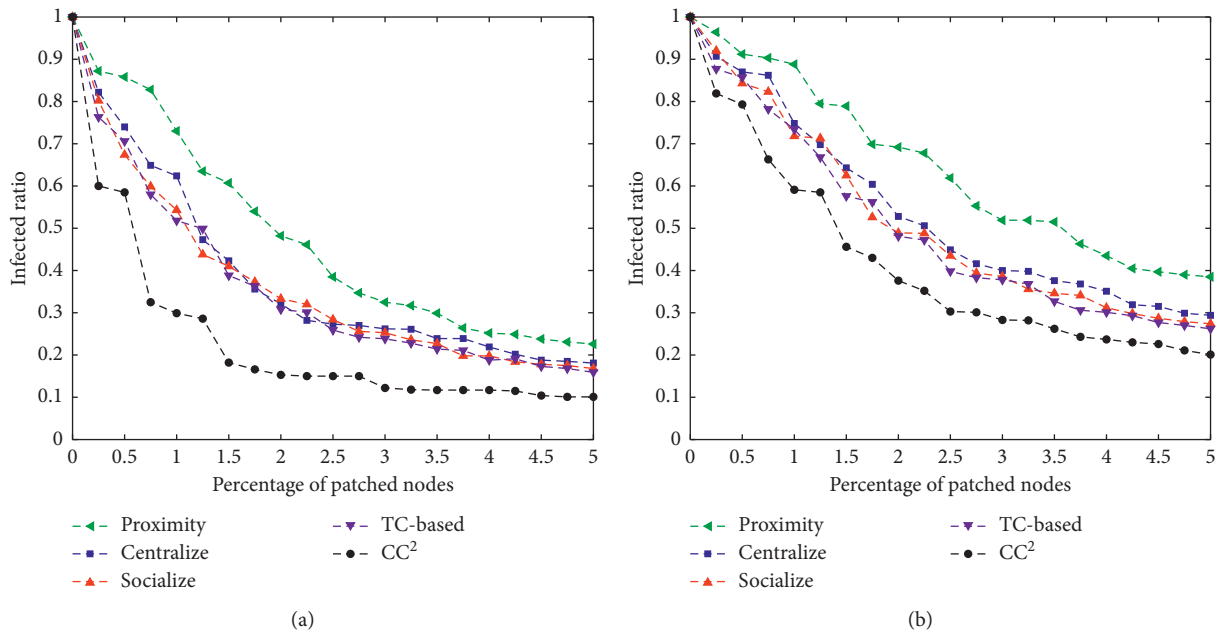 1
0.9
0.8
0.7
0.6
0.5
0.4
0.3
0.2
0.1
0
Infected ratio
0 0.5 1 1.5 2 2.5 3 3.5 4 4.5 5
Percentage of patched nodes
Proximity
Centralize
Socialize
TC-based
CC²
(a)
1
0.9
0.8
0.7
0.6
0.5
0.4
0.3
0.2
0.1
0
Infected ratio
0 0.5 1 1.5 2 2.5 3 3.5 4 4.5 5
Percentage of patched nodes
Proximity
Centralize
Socialize
TC-based
CC²
(b)